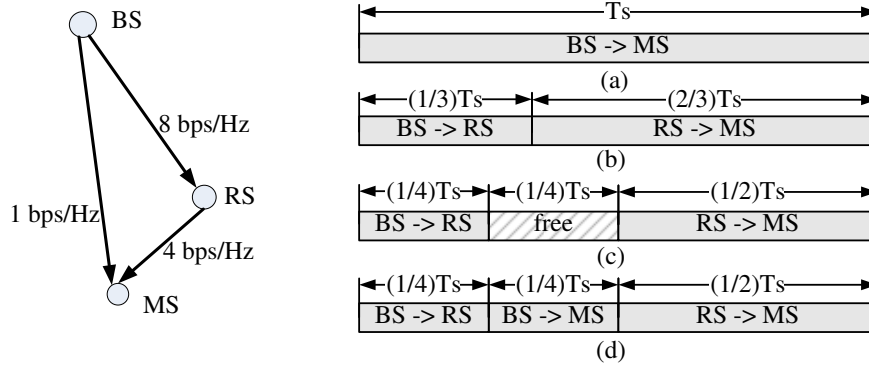 BS
8 bps/Hz
RS
1 bps/Hz
4 bps/Hz
MS
Ts
BS -> MS
(a)
(1/3)Ts (2/3)Ts
BS -> RS RS -> MS
(b)
(1/4)Ts (1/4)Ts (1/2)Ts
BS -> RS free RS -> MS
(c)
(1/4)Ts (1/4)Ts (1/2)Ts
BS -> RS BS -> MS RS -> MS
(d)